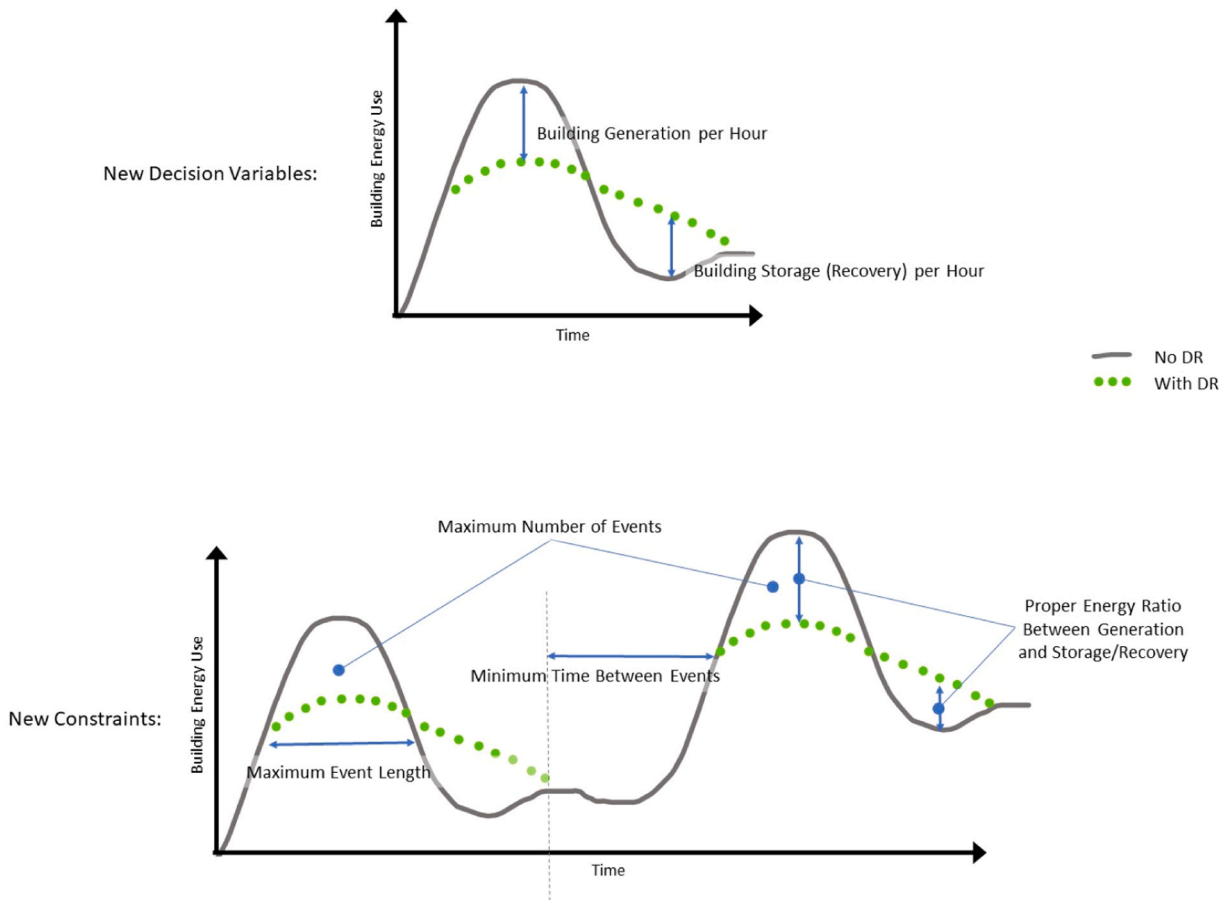 Building Energy Use
Building Generation per Hour
New Decision Variables:
Building Storage (Recovery) per Hour
Time
No DR
With DR
Maximum Number of Events
Proper Energy Ratio
Between Generation
and Storage/Recovery
Building Energy Use
Minimum Time Between Events
New Constraints:
Maximum Event Length
Time